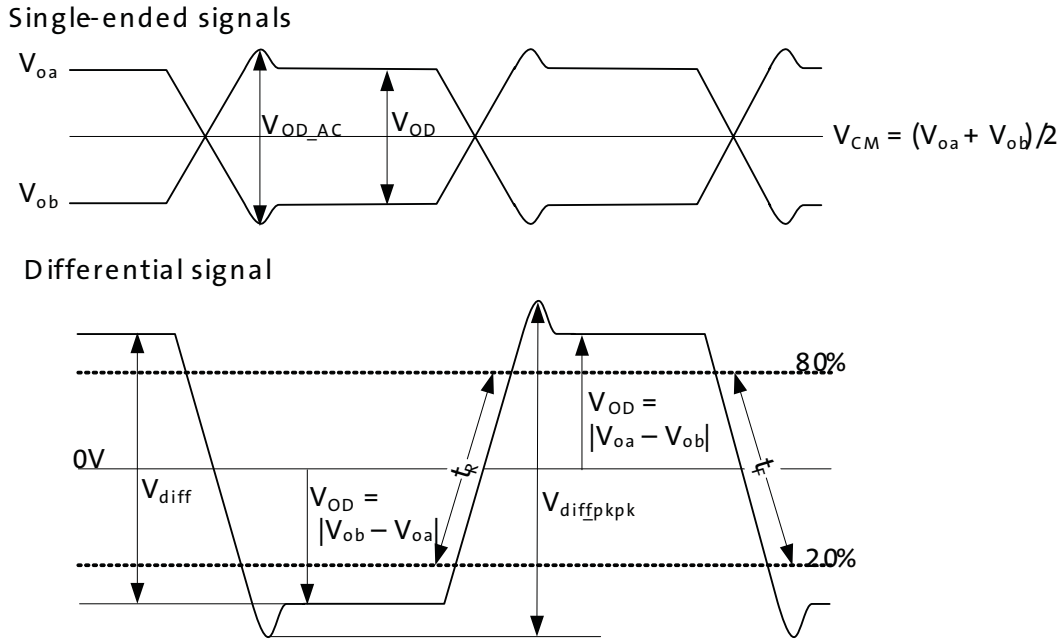 Single-ended signals
Voa
VOD_AC
VOD
VCM = (Voa + Vob)/2
Vob
Differential signal
80%
VOD =
|Voa – Vob|
0V
tR
tF
Vdiff
VOD =
|Vob – Voa|
Vdiff_pkpk
20%